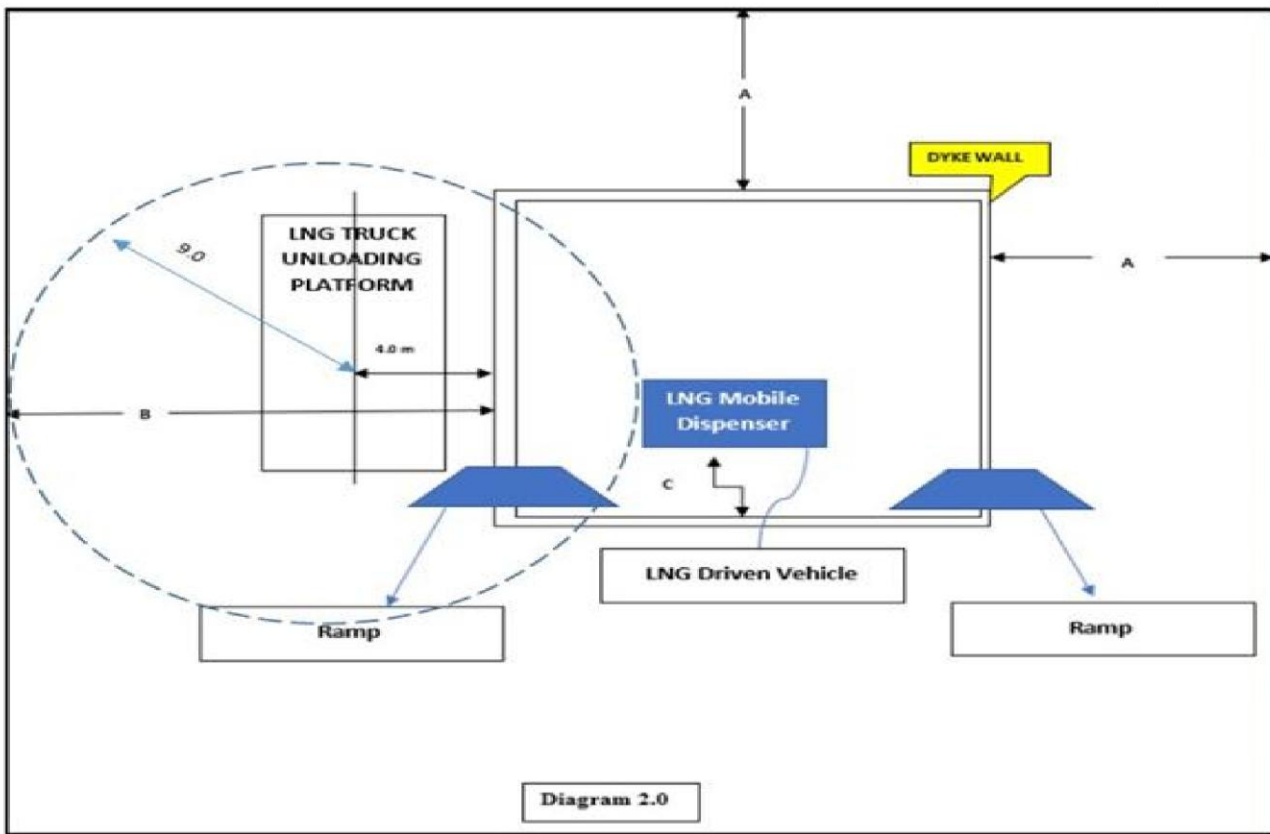 A
DYKE WALL
LNG TRUCK
UNLOADING
PLATFORM
9.0
A
4.0 m
B
LNG Mobile
Dispenser
C
LNG Driven Vehicle
Ramp
Ramp
Diagram 2.0